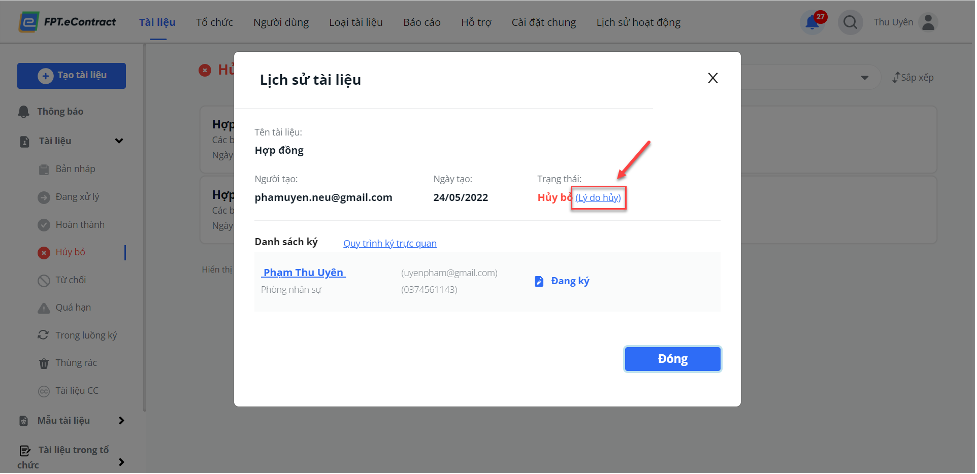 FPT.eContract
Tài liệu
Tổ chức
Người dùng
Loại tài liệu
Báo cáo
Hỗ trợ
Cài đặt chung
Lịch sử hoạt động
27
Thu Uyên
Tạo tài liệu
Hủ
Sắp xếp
Thông báo
Tài liệu
Bản nháp
Đang xử lý
Hoàn thành
Hủy bỏ
Từ chối
Quá hạn
Trong luồng ký
Thùng rác
Tài liệu CC
Mẫu tài liệu
Tài liệu trong tổ
chức
Hợp
Các b
Ngày
Hợp
Các b
Ngày
Hiển thị
Lịch sử tài liệu
Tên tài liệu:
Hợp đồng
Người tạo:
Ngày tạo:
Trạng thái:
phamuyen.neu@gmail.com
24/05/2022
Hủy bỏ (Lý do hủy)
Danh sách ký
Quy trình ký trực quan
Phạm Thu Uyên
(uyenpham@gmail.com)
Đang ký
Phòng nhân sự
(0374561143)
Đóng